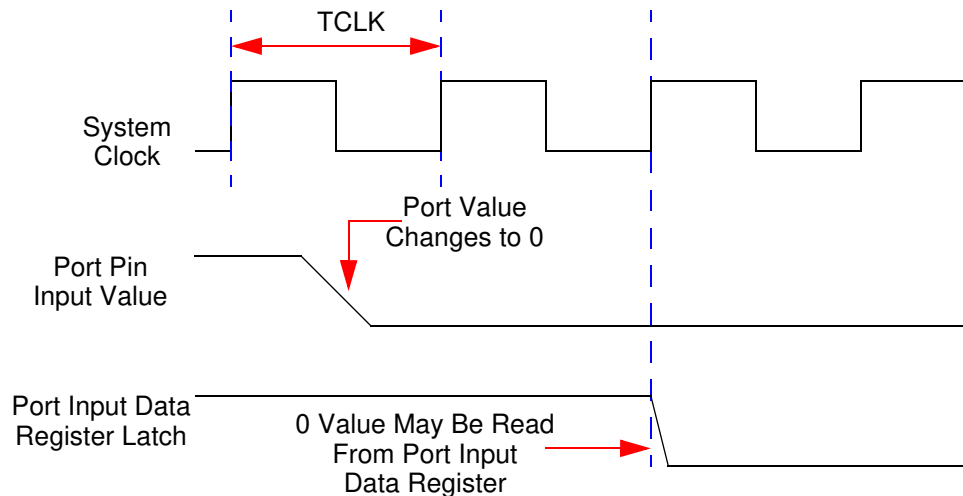 TCLK
System
Clock
Port Value
Changes to 0
Port Pin
Input Value
Port Input Data
Register Latch
0 Value May Be Read
From Port Input
Data Register